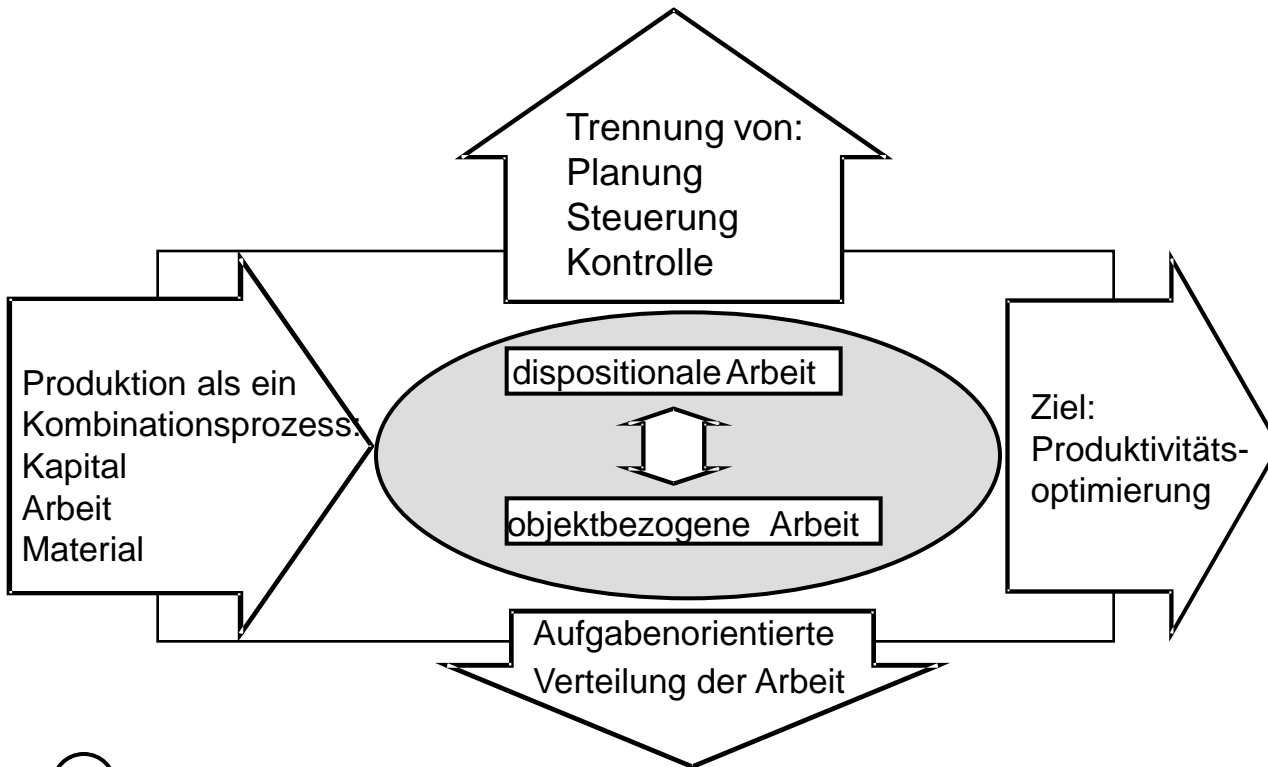 Trennung von:
Planung
Steuerung
Kontrolle
Produktion als ein
Kombinationsprozess:
Kapital
Arbeit
Material
dispositionale Arbeit
objektbezogene Arbeit
Ziel:
Produktivitäts-
optimierung
Aufgabenorientierte
Verteilung der Arbeit